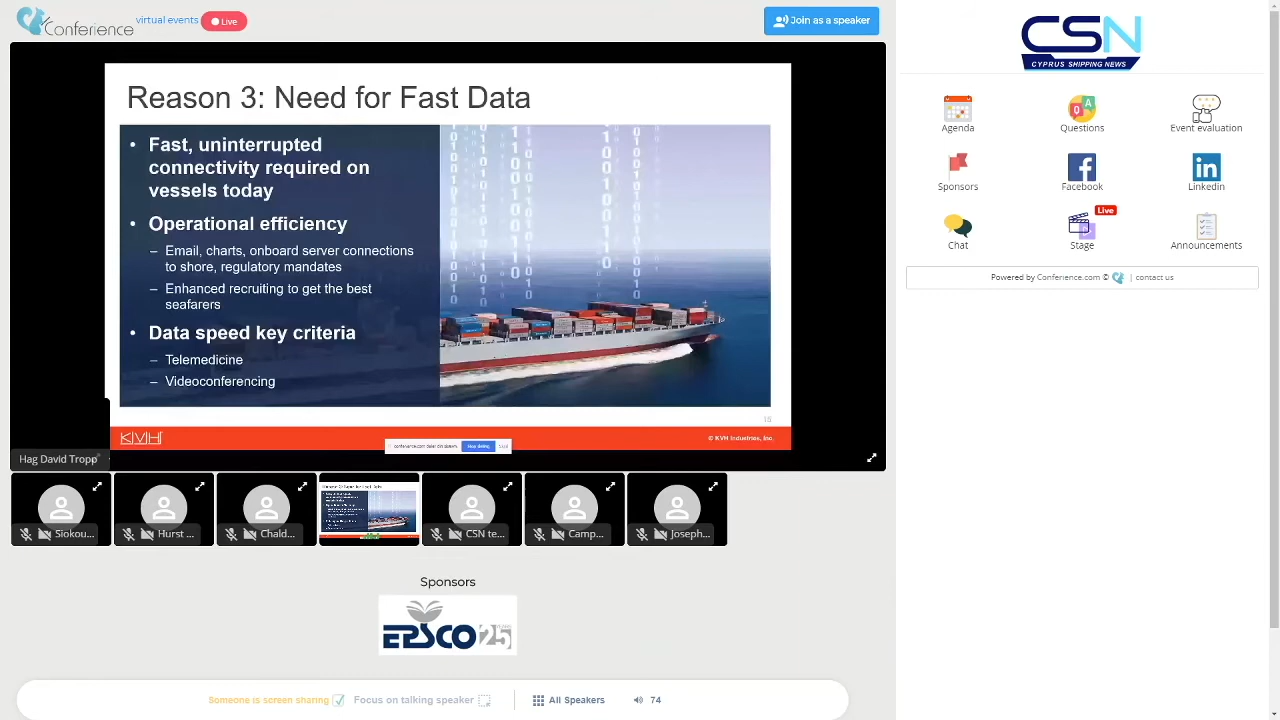 Conference
virtual events
Live
Join as a speaker
Reason 3: Need for Fast Data
• Fast, uninterrupted
connectivity required on
vessels today
• Operational efficiency
– Email, charts, onboard server connections
to shore, regulatory mandates
– Enhanced recruiting to get the best
seafarers
• Data speed key criteria
– Telemedicine
– Videoconferencing
15
KVH
© KVH Industries, Inc.
Hag David Tropp
Siokou...
Hurst ...
Chald...
CSN te...
Camp...
Joseph...
Sponsors
EPSCO 25
Someone is screen sharing
Focus on talking speaker
All Speakers
74
CSN
CYPRUS SHIPPING NEWS
Agenda
Questions
Event evaluation
Sponsors
Facebook
Linkedin
Chat
Live
Stage
Announcements
Powered by Conference.com © | contact us